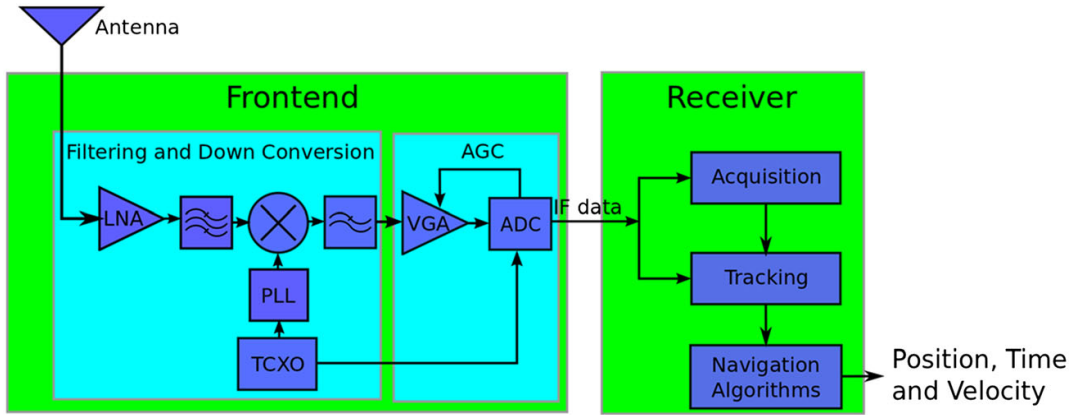 Antenna
Frontend
Receiver
Filtering and Down Conversion
AGC
LNA
VGA
ADC
IF data
PLL
TCXO
Acquisition
Tracking
Navigation
Algorithms
Position, Time
and Velocity